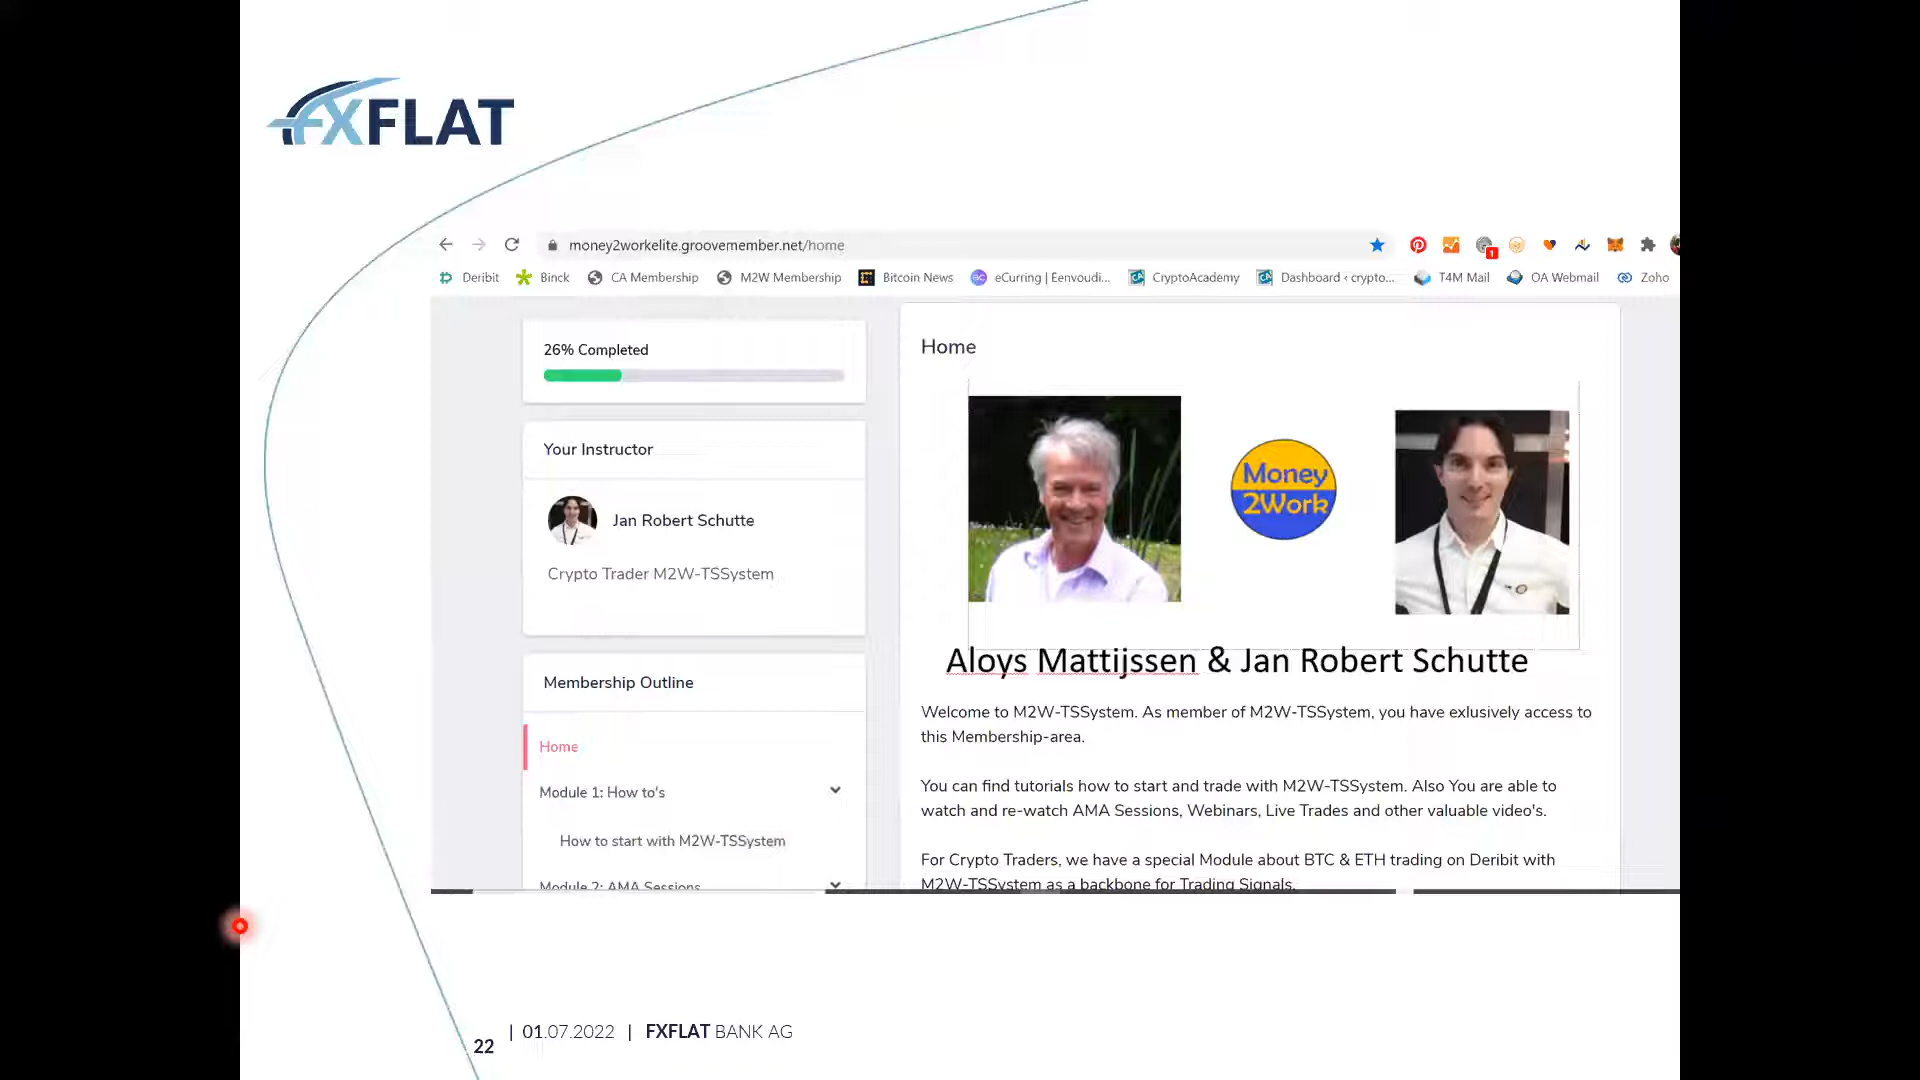 FXFLAT
money2workelite.groovemember.net/home
1
Deribit Binck CA Membership M2W Membership Bitcoin News eCurring | Eenvoudi... CryptoAcademy Dashboard ‹ crypto... T4M Mail OA Webmail Zoho
26% Completed
Your Instructor
Jan Robert Schutte
Crypto Trader M2W-TSSystem
Membership Outline
Home
Module 1: How to's
How to start with M2W-TSSystem
Module 2: AMA Sessions
Home
Money
2Work
Aloys Mattijssen & Jan Robert Schutte
Welcome to M2W-TSSystem. As member of M2W-TSSystem, you have exlusively access to
this Membership-area.
You can find tutorials how to start and trade with M2W-TSSystem. Also You are able to
watch and re-watch AMA Sessions, Webinars, Live Trades and other valuable video's.
For Crypto Traders, we have a special Module about BTC & ETH trading on Deribit with
M2W-TSSystem as a backbone for Trading Signals.
22 | 01.07.2022 | FXFLAT BANK AG